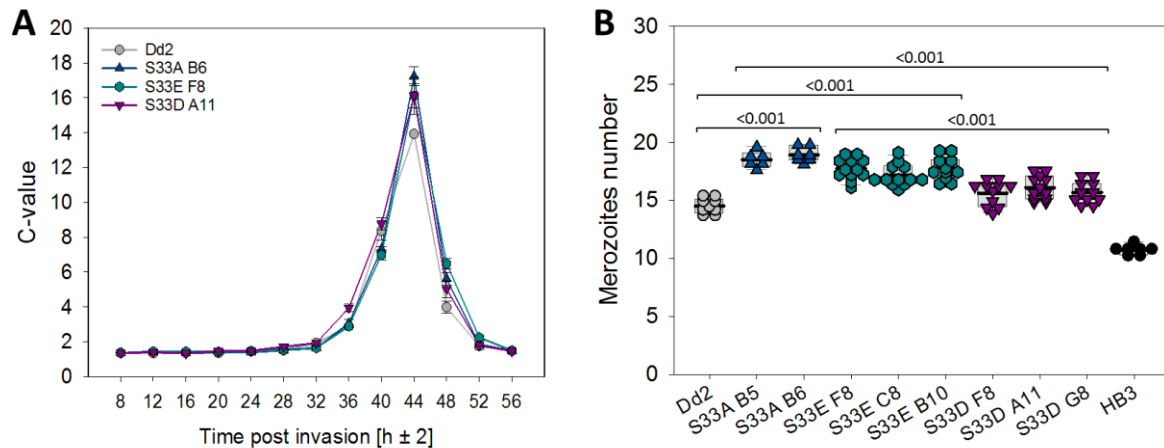 A
C-value
20
18
16
14
12
10
8
6
4
2
0
Dd2
S33A B6
S33E F8
S33D A11
8 12 16 20 24 28 32 36 40 44 48 52 56
Time post invasion [h ± 2]
B
Merozoites number
30
25
20
15
10
5
0
<0.001
<0.001
<0.001 <0.001
Dd2 S33A B5 S33A B6 S33E F8 S33E C8 S33E B10 S33D F8 S33D A11 S33D G8 HB3